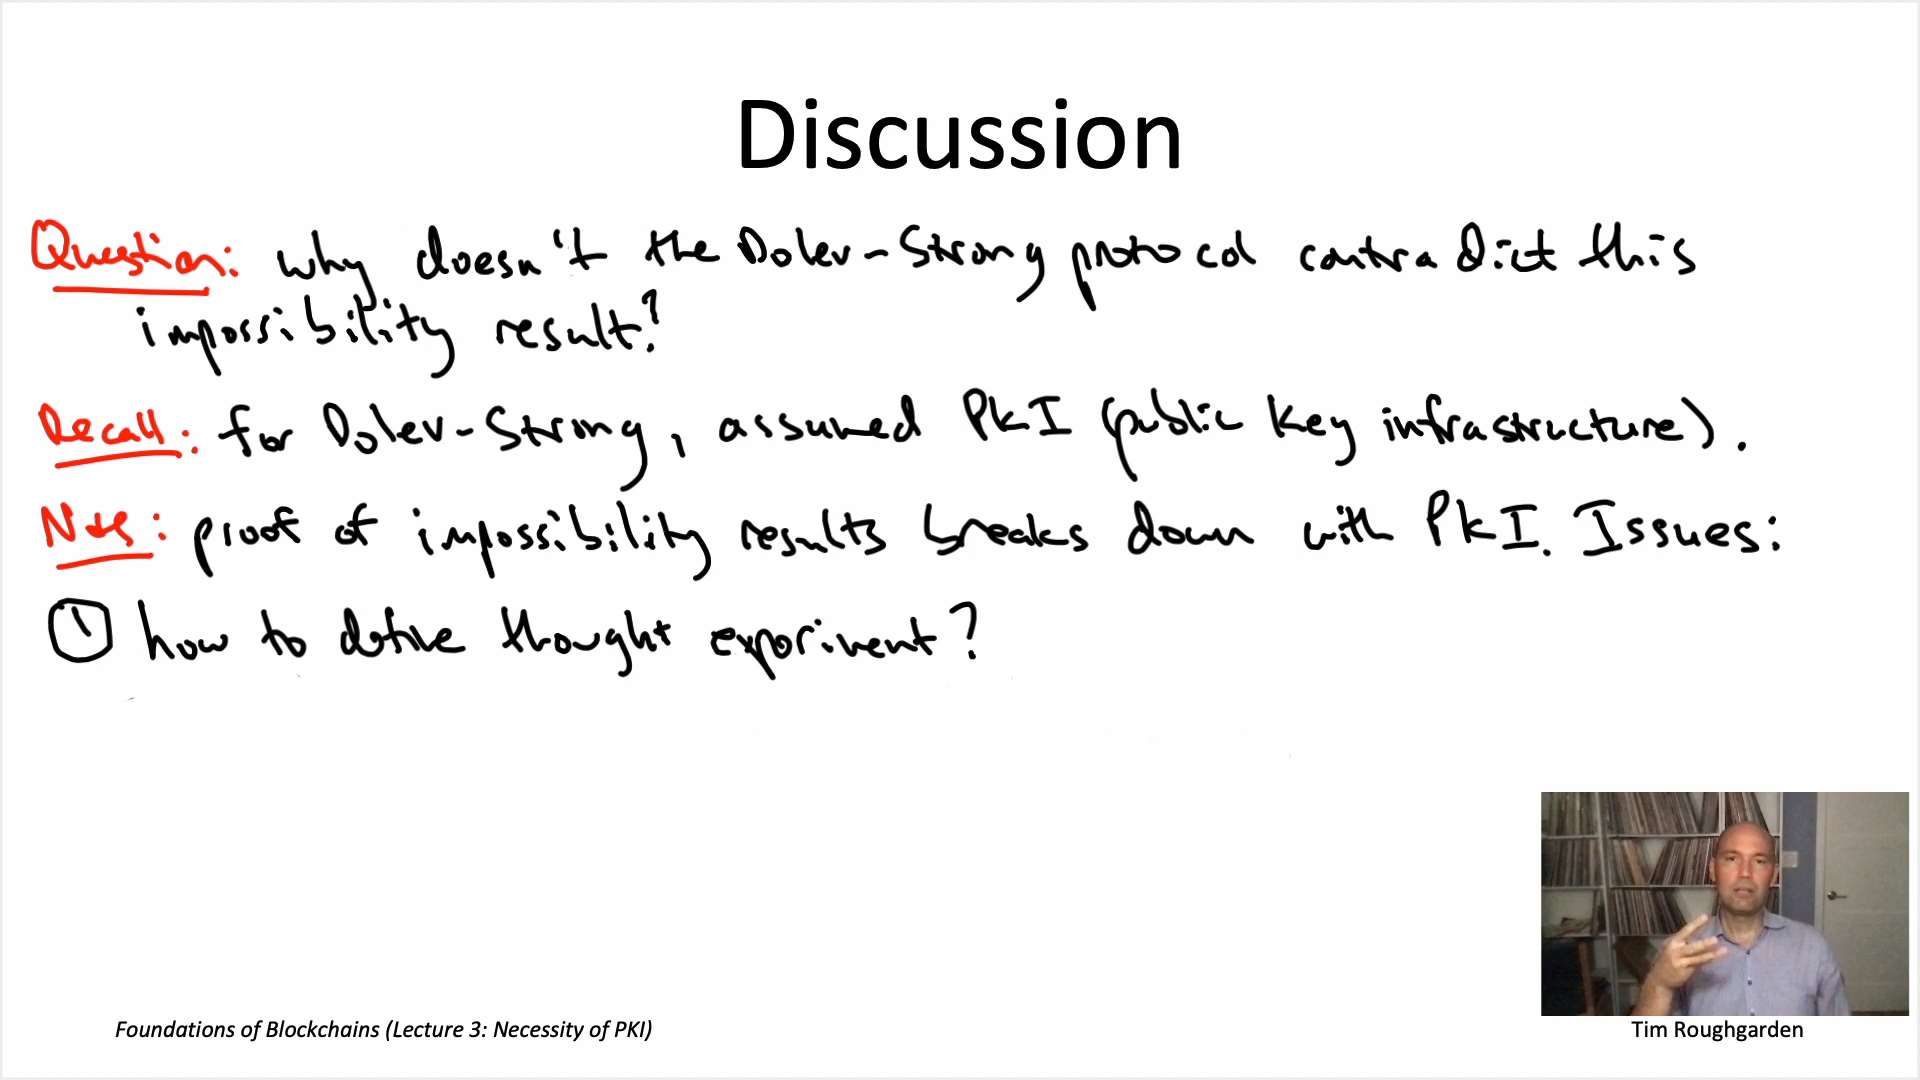 Discussion
Question: why doesn't the Dolev-Strong protocol contradict this
impossibility result?
Recall: for Dolev-Strong, assumed PKI (public key infrastructure).
Note: proof of impossibility results breaks down with PKI. Issues:
① how to define thought experiment?
Foundations of Blockchains (Lecture 3: Necessity of PKI)
Tim Roughgarden